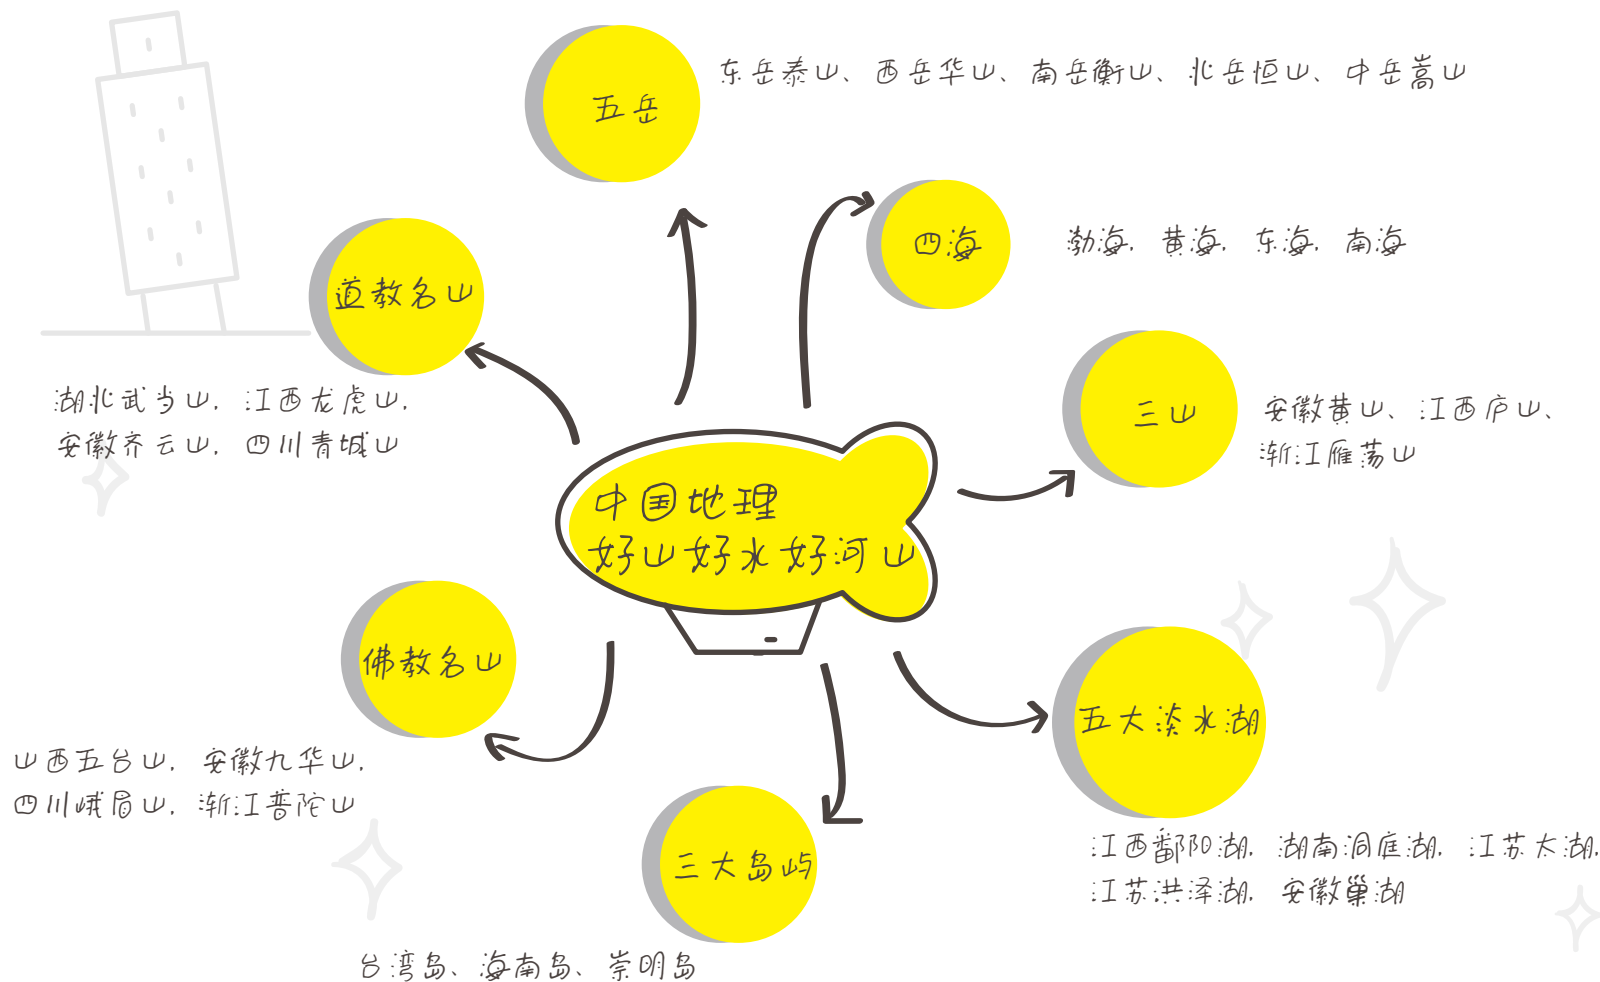 五岳
东岳泰山、西岳华山、南岳衡山、北岳恒山、中岳嵩山
四海
渤海，黄海，东海，南海
道教名山
湖北武当山，江西龙虎山，
安徽齐云山，四川青城山
三山
安徽黄山、江西庐山、
浙江雁荡山
中国地理
好山好水好河山
佛教名山
山西五台山，安徽九华山，
四川峨眉山，浙江普陀山
五大淡水湖
江西鄱阳湖，湖南洞庭湖，江苏太湖，
江苏洪泽湖，安徽巢湖
三大岛屿
台湾岛、海南岛、崇明岛